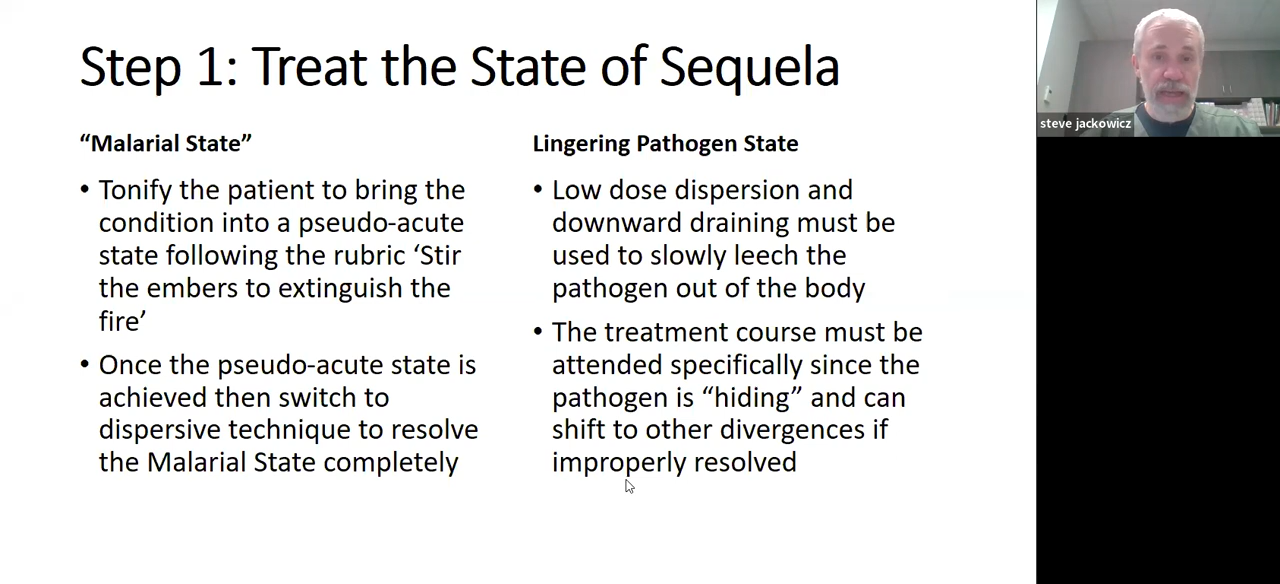 Step 1: Treat the State of Sequela
“Malarial State”
• Tonify the patient to bring the
condition into a pseudo-acute
state following the rubric ‘Stir
the embers to extinguish the
fire’
• Once the pseudo-acute state is
achieved then switch to
dispersive technique to resolve
the Malarial State completely
Lingering Pathogen State
• Low dose dispersion and
downward draining must be
used to slowly leech the
pathogen out of the body
• The treatment course must be
attended specifically since the
pathogen is “hiding” and can
shift to other divergences if
improperly resolved
steve jackowicz